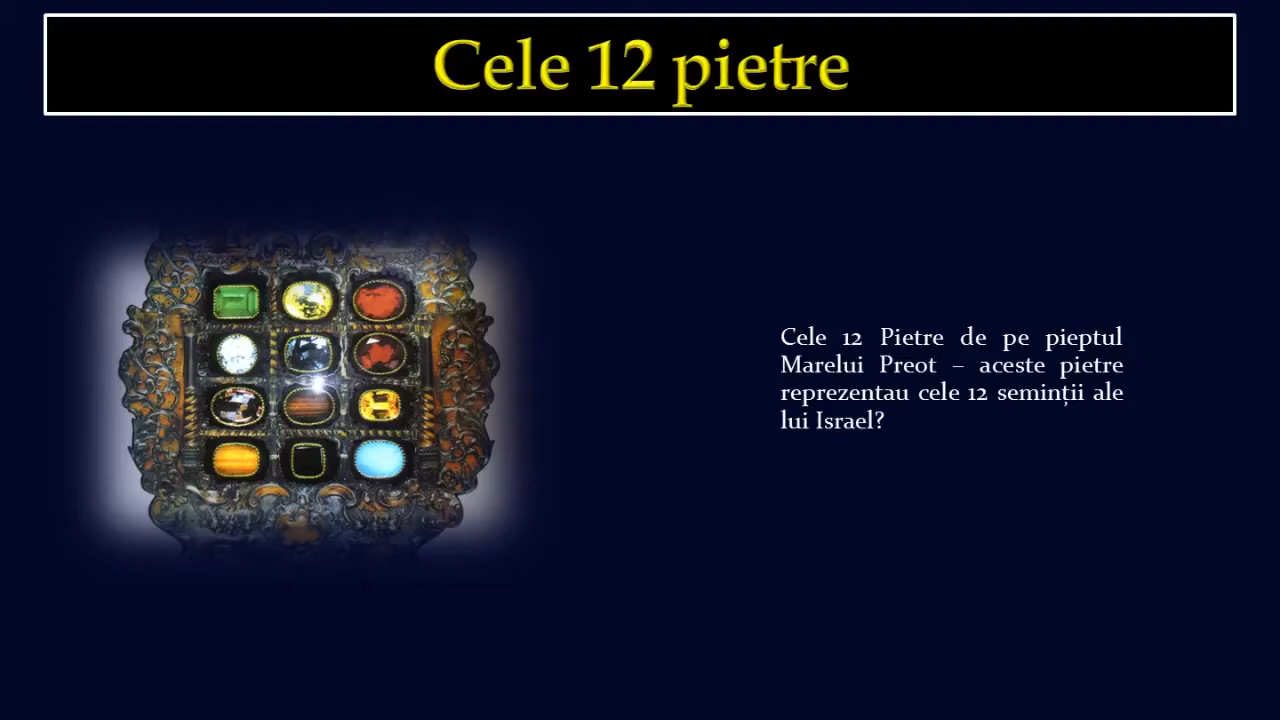 Cele 12 pietre
Cele 12 Pietre de pe pieptul
Marelui Preot – aceste pietre
reprezentau cele 12 seminții ale
lui Israel?